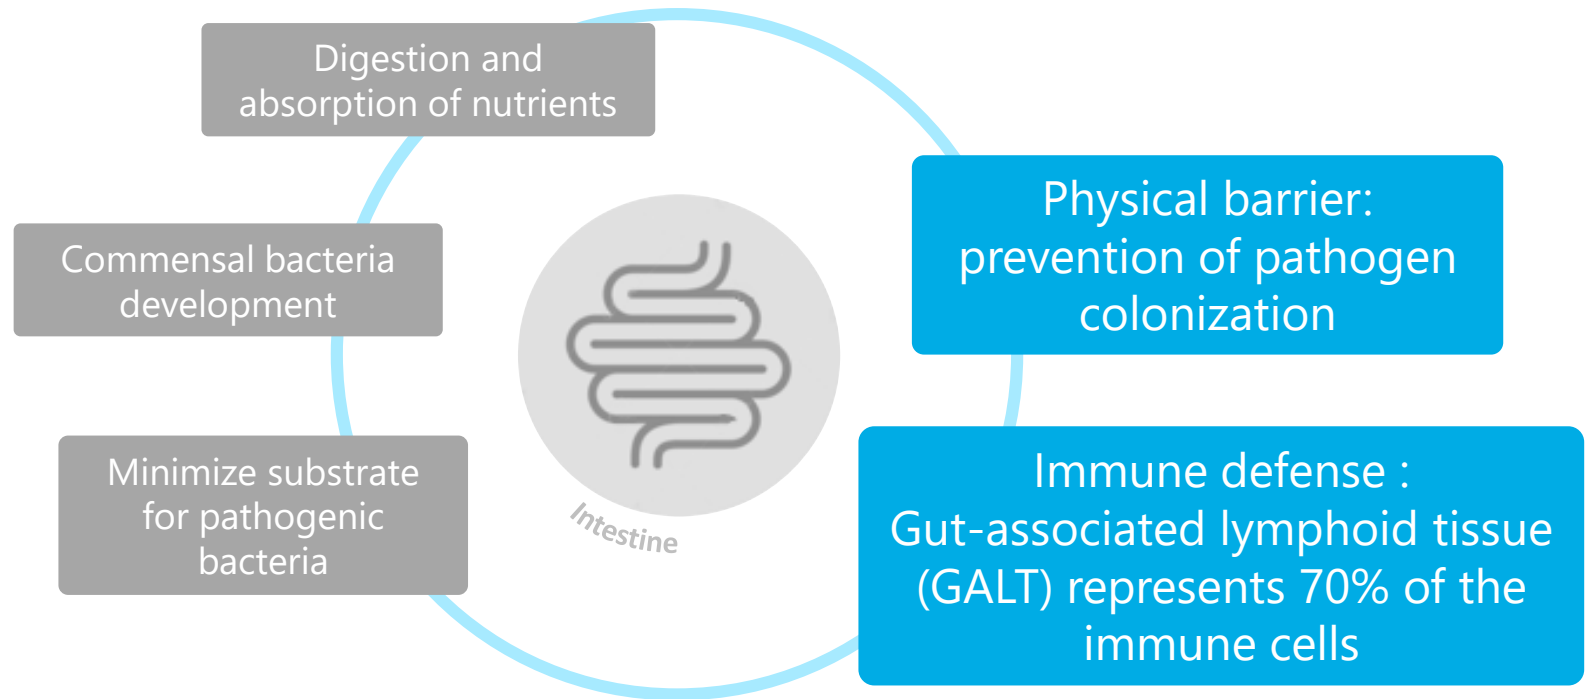 Digestion and
absorption of nutrients
Commensal bacteria
development
Minimize substrate
for pathogenic
bacteria
Intestine
Physical barrier:
prevention of pathogen
colonization
Immune defense :
Gut-associated lymphoid tissue
(GALT) represents 70% of the
immune cells